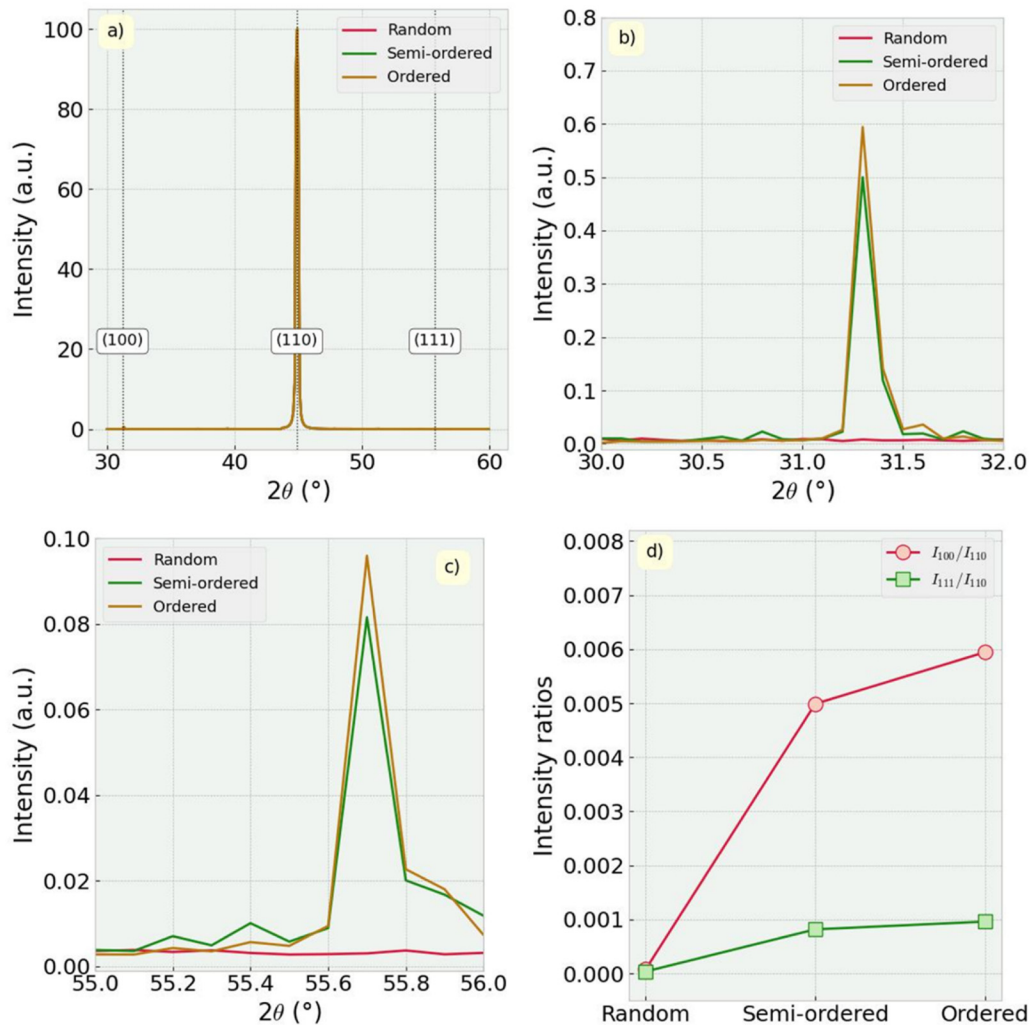 a)
Random
Semi-ordered
Ordered
100
80
60
40
20
0
(100)
(110)
(111)
30
40
50
60
2θ (°)
Intensity (a.u.)
b)
Random
Semi-ordered
Ordered
0.8
0.7
0.6
0.5
0.4
0.3
0.2
0.1
0.0
30.0
30.5
31.0
31.5
32.0
2θ (°)
Intensity (a.u.)
c)
Random
Semi-ordered
Ordered
0.10
0.08
0.06
0.04
0.02
0.00
55.0
55.2
55.4
55.6
55.8
56.0
2θ (°)
Intensity (a.u.)
d)
I₁₀₀/I₁₁₀
I₁₁₁/I₁₁₀
0.008
0.007
0.006
0.005
0.004
0.003
0.002
0.001
0.000
Random
Semi-ordered
Ordered
Intensity ratios